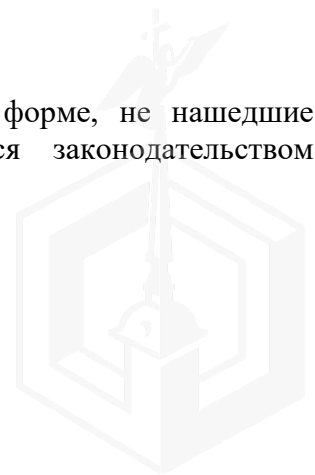 форме, не нашедшие
ся законодательством